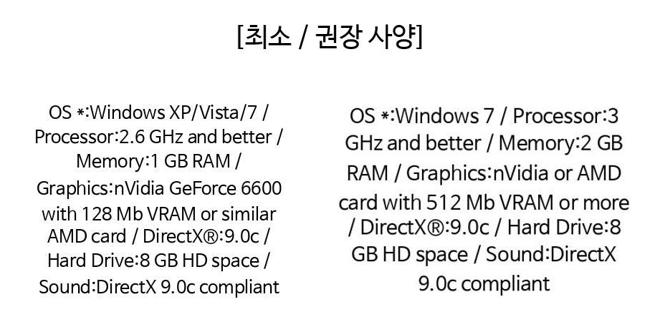 [최소 / 권장 사양]
OS *:Windows XP/Vista/7 /
Processor:2.6 GHz and better /
Memory:1 GB RAM /
Graphics:nVidia GeForce 6600
with 128 Mb VRAM or similar
AMD card / DirectX®:9.0c /
Hard Drive:8 GB HD space /
Sound:DirectX 9.0c compliant
OS *:Windows 7 / Processor:3
GHz and better / Memory:2 GB
RAM / Graphics:nVidia or AMD
card with 512 Mb VRAM or more
/ DirectX®:9.0c / Hard Drive:8
GB HD space / Sound:DirectX
9.0c compliant